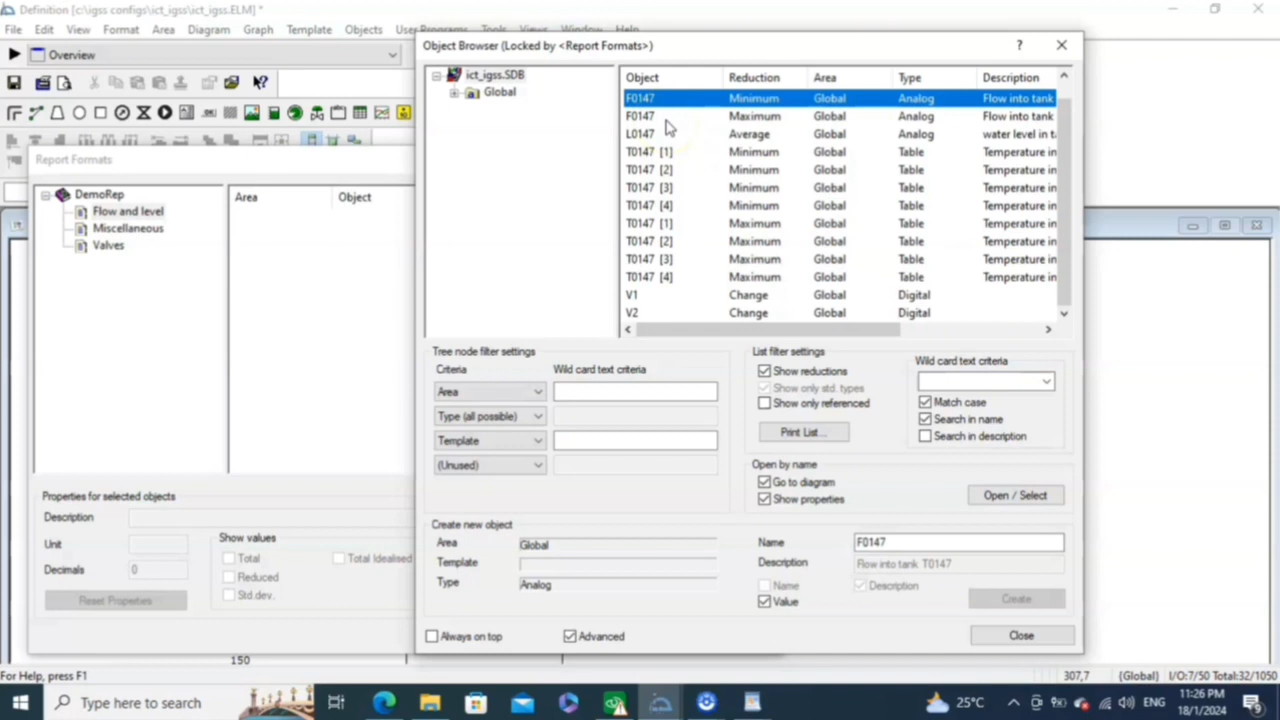 Definition [c:\igss configs\ict_igss\ict_igss.ELM] *
File Edit View Format Area Diagram Graph Template Objects User Programs Tools Views Window Help
Overview
Object Browser (Locked by <Report Formats>)
ict_igss.SDB
Global
Object Reduction Area Type Description
F0147 Minimum Global Analog Flow into tank
F0147 Maximum Global Analog Flow into tank
L0147 Average Global Analog water level in t
T0147 [1] Minimum Global Table Temperature in
T0147 [2] Minimum Global Table Temperature in
T0147 [3] Minimum Global Table Temperature in
T0147 [4] Minimum Global Table Temperature in
T0147 [1] Maximum Global Table Temperature in
T0147 [2] Maximum Global Table Temperature in
T0147 [3] Maximum Global Table Temperature in
T0147 [4] Maximum Global Table Temperature in
V1 Change Global Digital
V2 Change Global Digital
Report Formats
DemoRep
Flow and level
Miscellaneous
Valves
Area Object
Properties for selected objects
Description
Unit
Decimals 0
Reset Properties
Show values
Total Total Idealised
Reduced
Std.dev.
Tree node filter settings
Criteria Wild card text criteria
Area
Type (all possible)
Template
(Unused)
List filter settings
Show reductions
Show only std. types
Show only referenced
Print List...
Wild card text criteria
Match case
Search in name
Search in description
Open by name
Go to diagram
Show properties
Open / Select
Create new object
Area Global
Template
Type Analog
Name F0147
Description Flow into tank T0147
Name Description
Value
Create
Always on top Advanced Close
150
For Help, press F1 307,7 (Global) I/O:7/50 Total:32/1050
Type here to search 25°C ENG 11:26 PM
18/1/2024